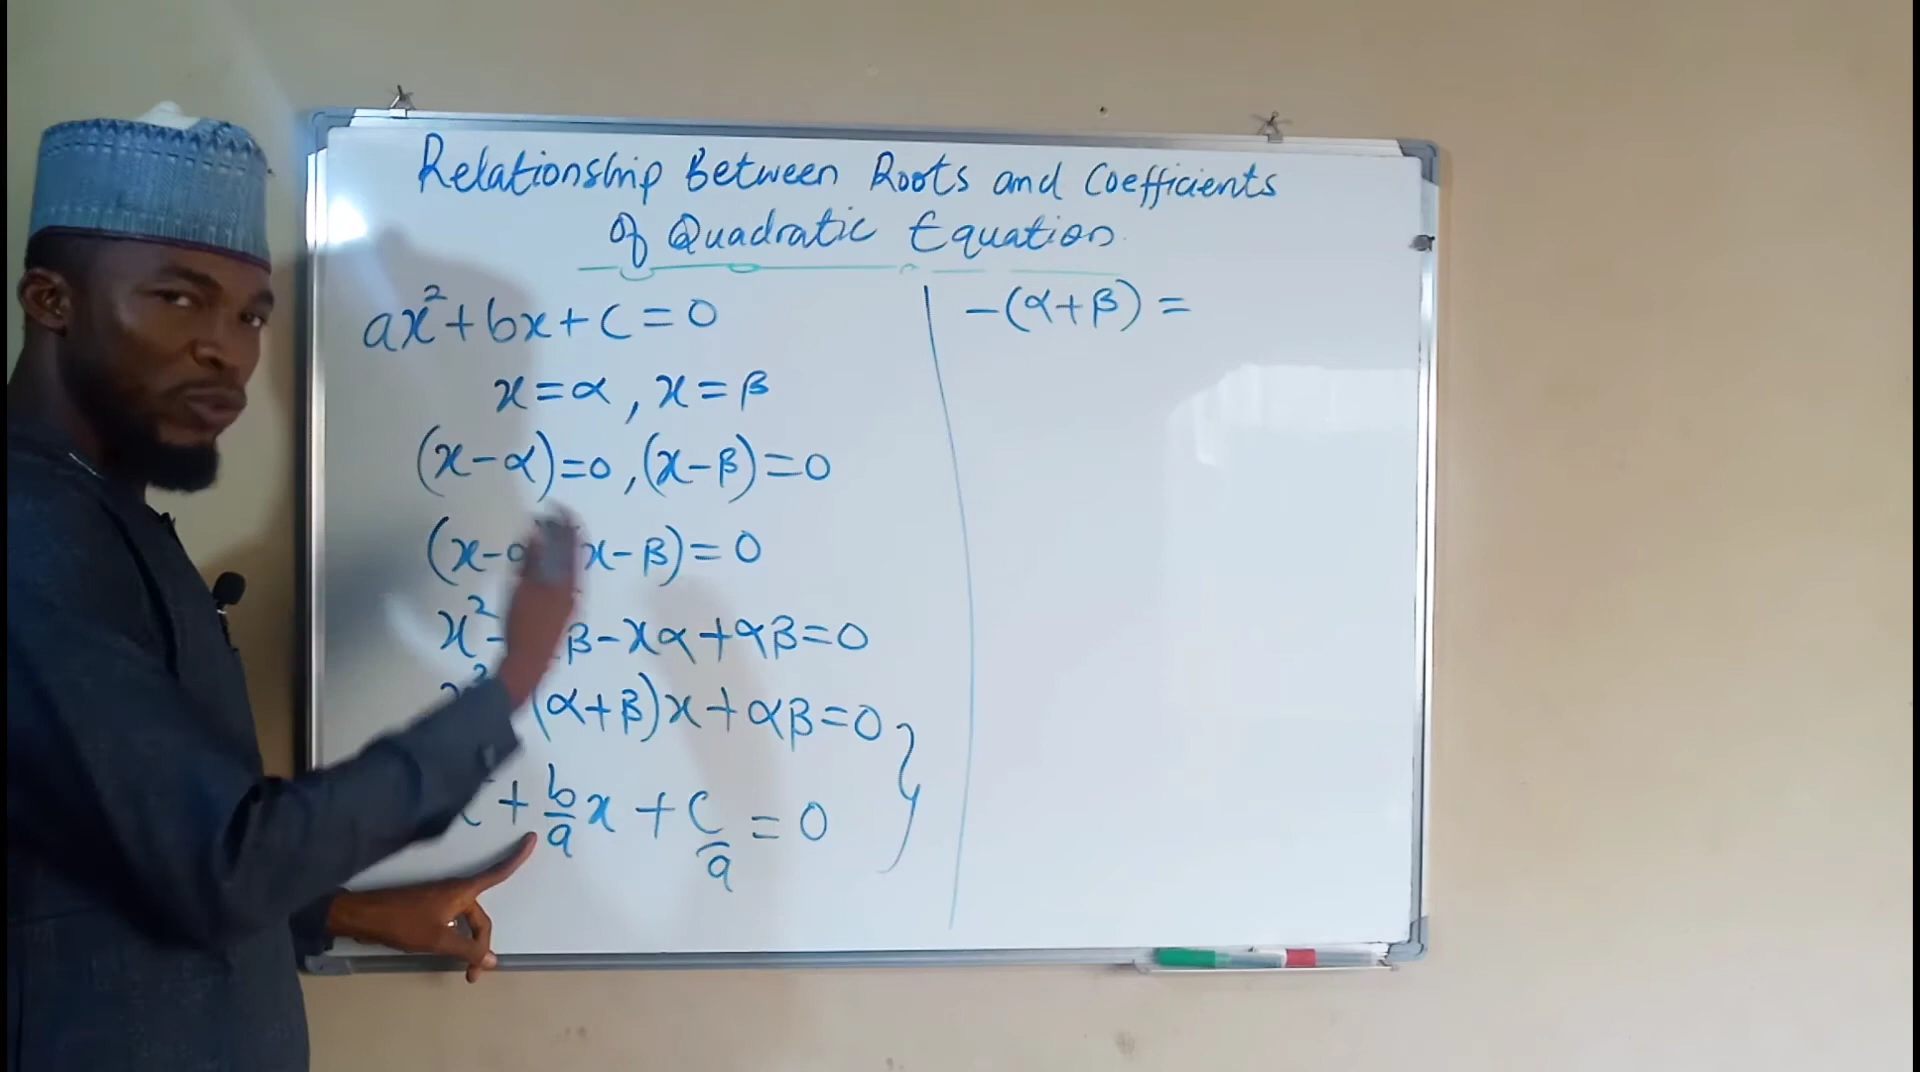 Relationship Between Roots and Coefficients
Of Quadratic Equation.
ax²+bx+c=0
x=α, x=β
(x-α)=0, (x-β)=0
(x-α x-β)=0
x²- β-xα+αβ=0
(α+β)x+αβ=0
+b/a x+c/a=0
-(α+β)=